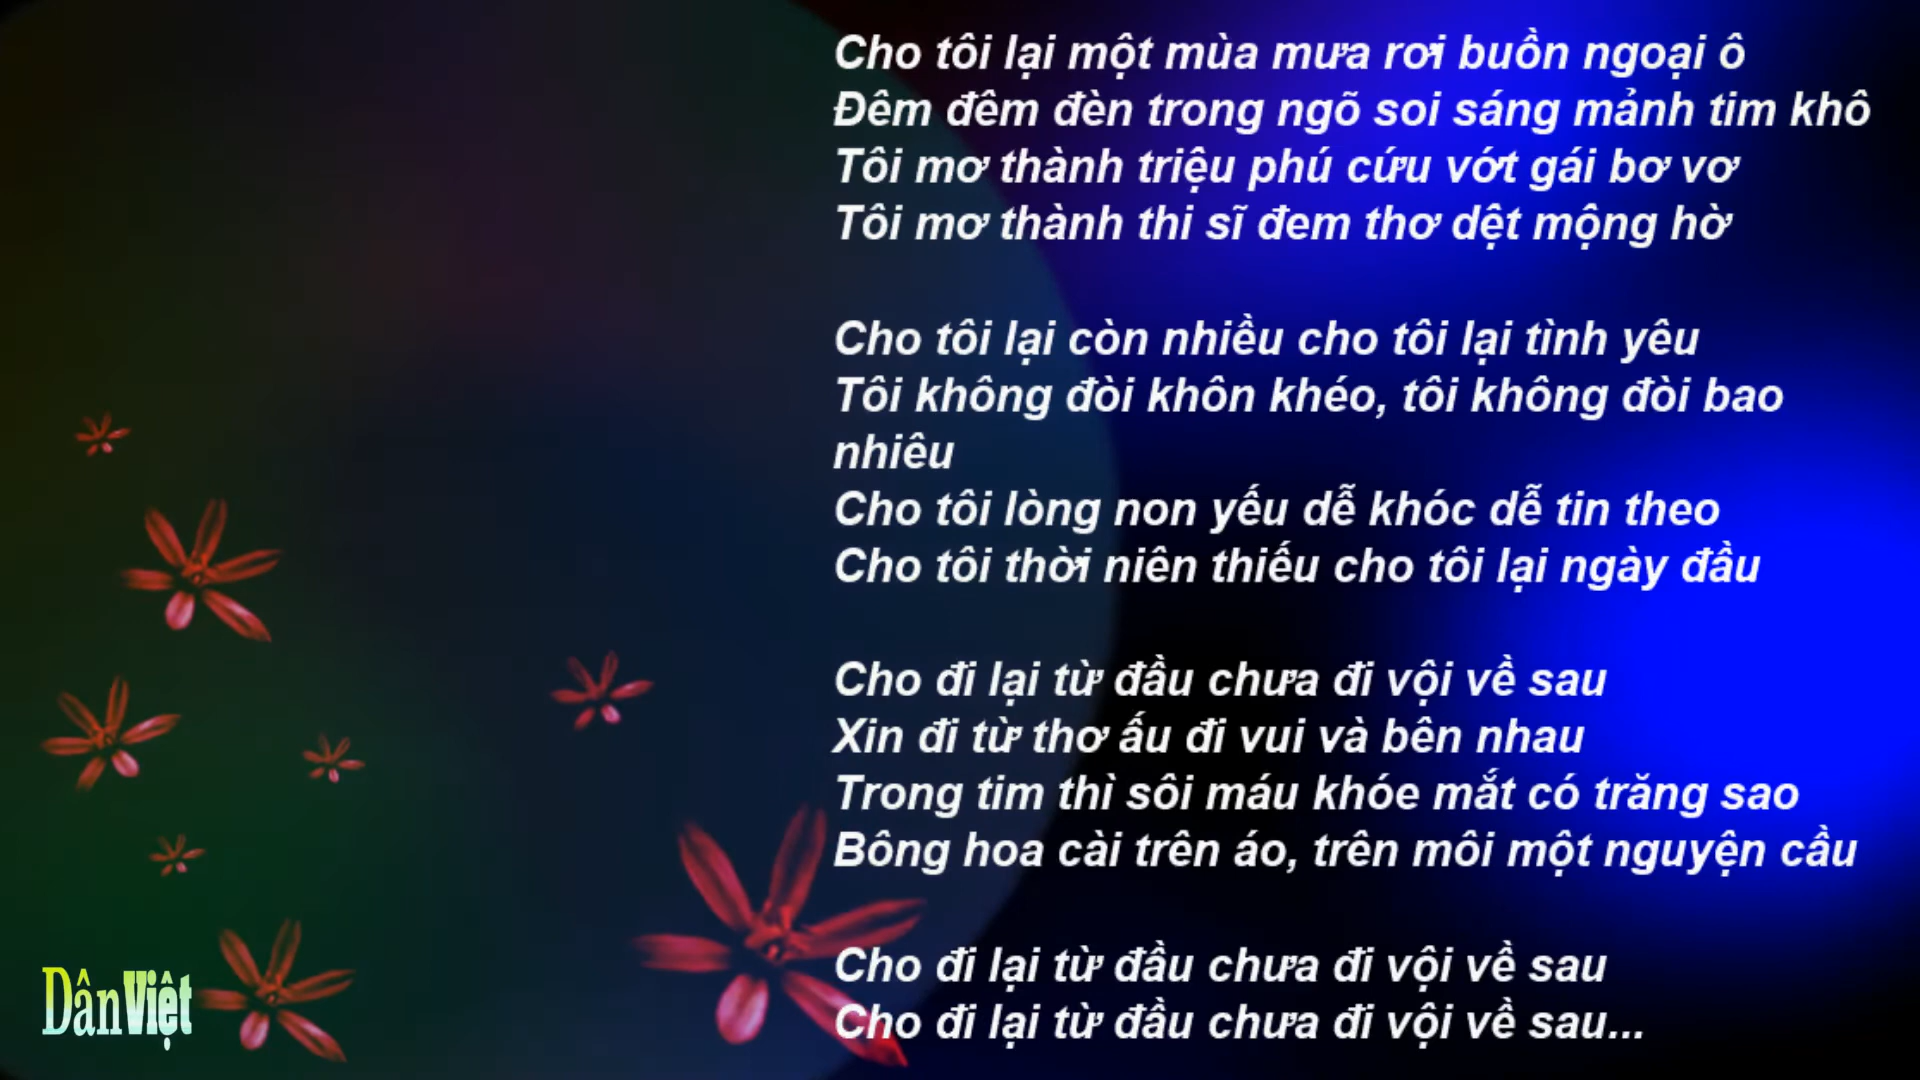 Cho tôi lại một mùa mưa rơi buồn ngoại ô
Đêm đêm đèn trong ngõ soi sáng mảnh tim khô
Tôi mơ thành triệu phú cứu vớt gái bơ vơ
Tôi mơ thành thi sĩ đem thơ dệt mộng hờ
Cho tôi lại còn nhiều cho tôi lại tình yêu
Tôi không đòi khôn khéo, tôi không đòi bao
nhiêu
Cho tôi lòng non yếu dễ khóc dễ tin theo
Cho tôi thời niên thiếu cho tôi lại ngày đầu
Cho đi lại từ đầu chưa đi vội về sau
Xin đi từ thơ ấu đi vui và bên nhau
Trong tim thì sôi máu khóe mắt có trăng sao
Bông hoa cài trên áo, trên môi một nguyện cầu
Cho đi lại từ đầu chưa đi vội về sau
Cho đi lại từ đầu chưa đi vội về sau...
DânViệt